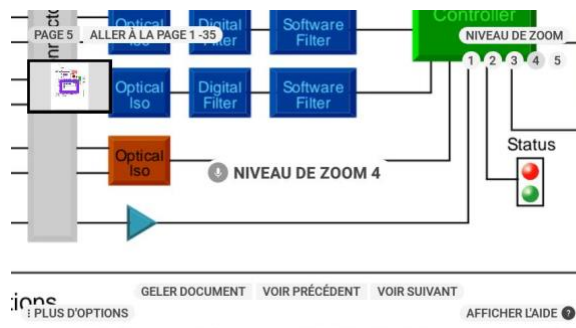 Controller
Optical
Iso
Digital
Filter
Software
Filter
PAGE 5
ALLER À LA PAGE 1 -35
NIVEAU DE ZOOM
1 2 3 4 5
Optical
Iso
Digital
Filter
Software
Filter
Optical
Iso
Status
NIVEAU DE ZOOM 4
GELER DOCUMENT
VOIR PRÉCÉDENT
VOIR SUIVANT
PLUS D'OPTIONS
AFFICHER L'AIDE ?